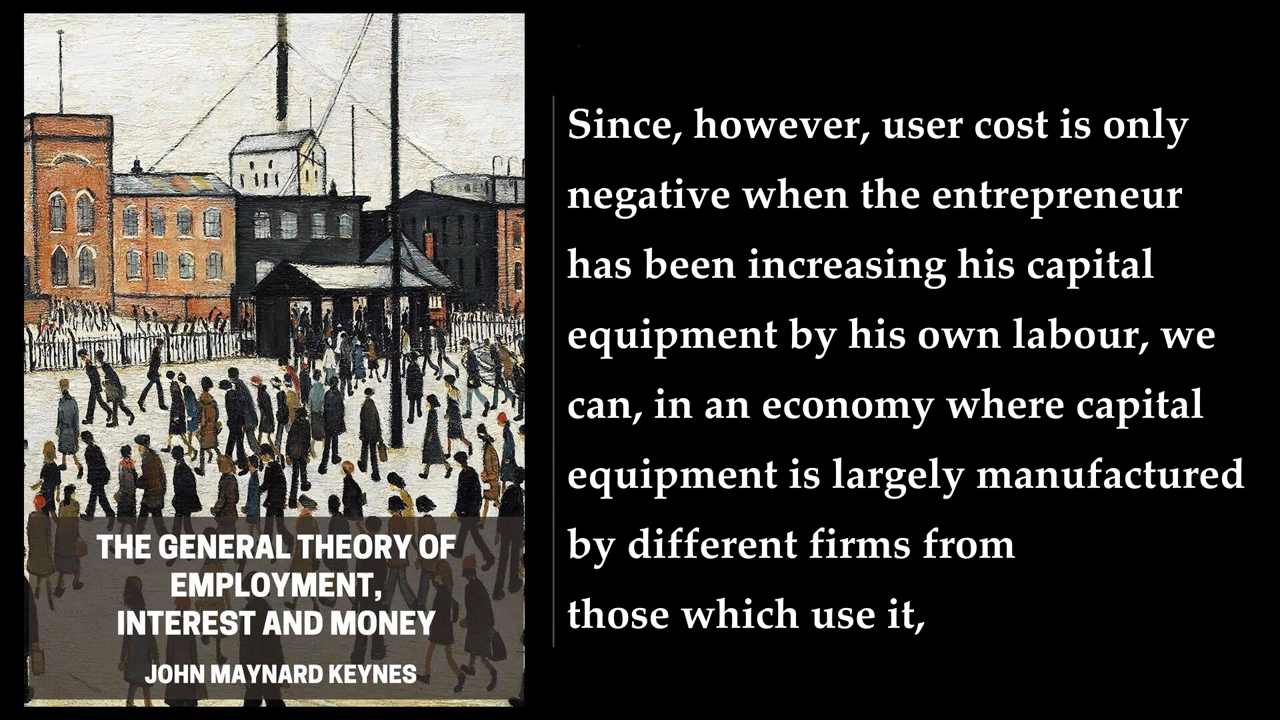 THE GENERAL THEORY OF
EMPLOYMENT,
INTEREST AND MONEY
JOHN MAYNARD KEYNES
Since, however, user cost is only
negative when the entrepreneur
has been increasing his capital
equipment by his own labour, we
can, in an economy where capital
equipment is largely manufactured
by different firms from
those which use it,